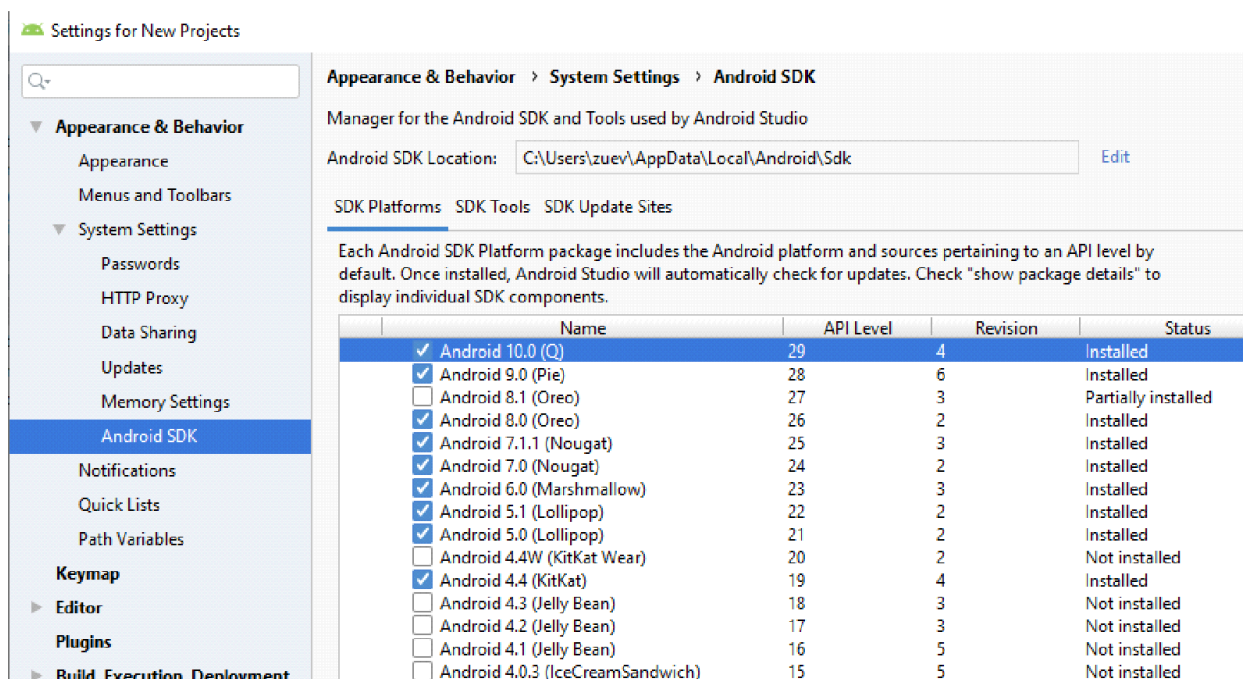 Settings for New Projects
Appearance & Behavior
Appearance
Menus and Toolbars
System Settings
Passwords
HTTP Proxy
Data Sharing
Updates
Memory Settings
Android SDK
Notifications
Quick Lists
Path Variables
Keymap
Editor
Plugins
Build, Execution, Deployment
Appearance & Behavior > System Settings > Android SDK
Manager for the Android SDK and Tools used by Android Studio
Android SDK Location: C:\Users\zuev\AppData\Local\Android\Sdk Edit
SDK Platforms SDK Tools SDK Update Sites
Each Android SDK Platform package includes the Android platform and sources pertaining to an API level by
default. Once installed, Android Studio will automatically check for updates. Check "show package details" to
display individual SDK components.
Name API Level Revision Status
Android 10.0 (Q) 29 4 Installed
Android 9.0 (Pie) 28 6 Installed
Android 8.1 (Oreo) 27 3 Partially installed
Android 8.0 (Oreo) 26 2 Installed
Android 7.1.1 (Nougat) 25 3 Installed
Android 7.0 (Nougat) 24 2 Installed
Android 6.0 (Marshmallow) 23 3 Installed
Android 5.1 (Lollipop) 22 2 Installed
Android 5.0 (Lollipop) 21 2 Installed
Android 4.4W (KitKat Wear) 20 2 Not installed
Android 4.4 (KitKat) 19 4 Installed
Android 4.3 (Jelly Bean) 18 3 Not installed
Android 4.2 (Jelly Bean) 17 3 Not installed
Android 4.1 (Jelly Bean) 16 5 Not installed
Android 4.0.3 (IceCreamSandwich) 15 5 Not installed